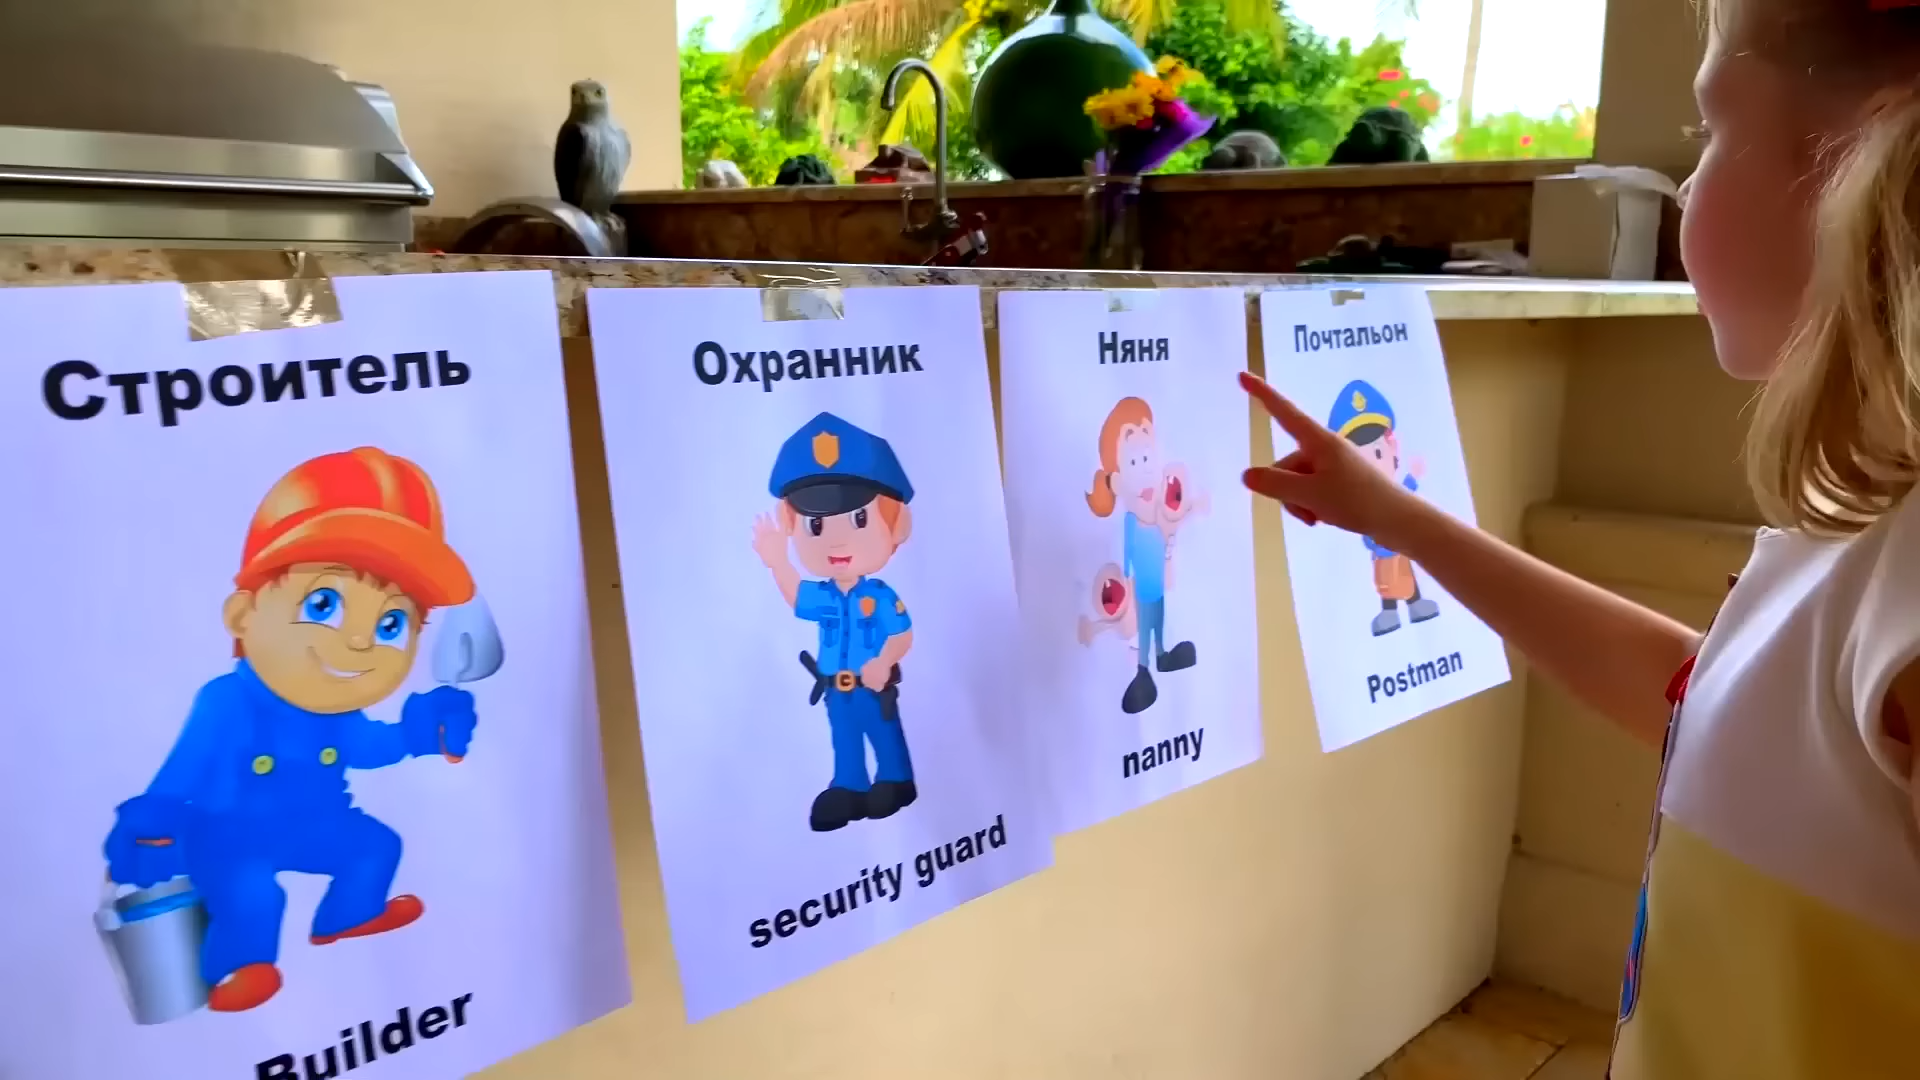 Строитель
Builder
Охранник
security guard
Няня
nanny
Почтальон
Postman